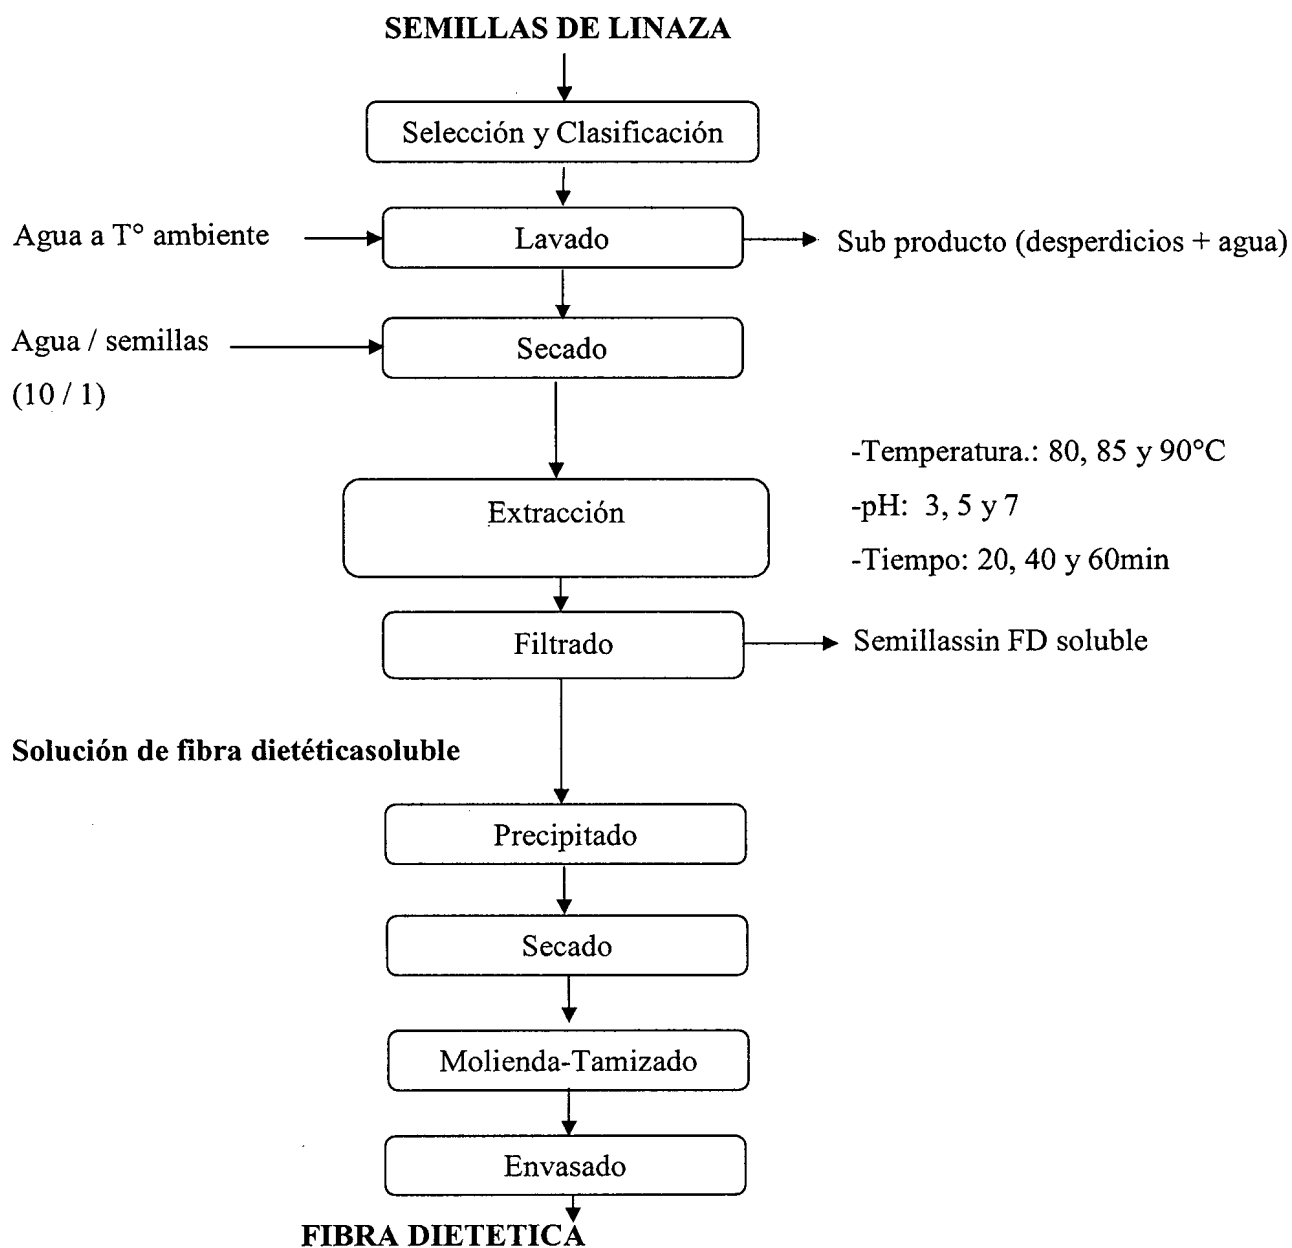 SEMILLAS DE LINAZA
Selección y Clasificación
Agua a T° ambiente
Lavado
Sub producto (desperdicios + agua)
Agua / semillas
(10 / 1)
Secado
-Temperatura.: 80, 85 y 90°C
-pH: 3, 5 y 7
-Tiempo: 20, 40 y 60min
Extracción
Filtrado
Semillassin FD soluble
Solución de fibra dietéticasoluble
Precipitado
Secado
Molienda-Tamizado
Envasado
FIBRA DIETETICA